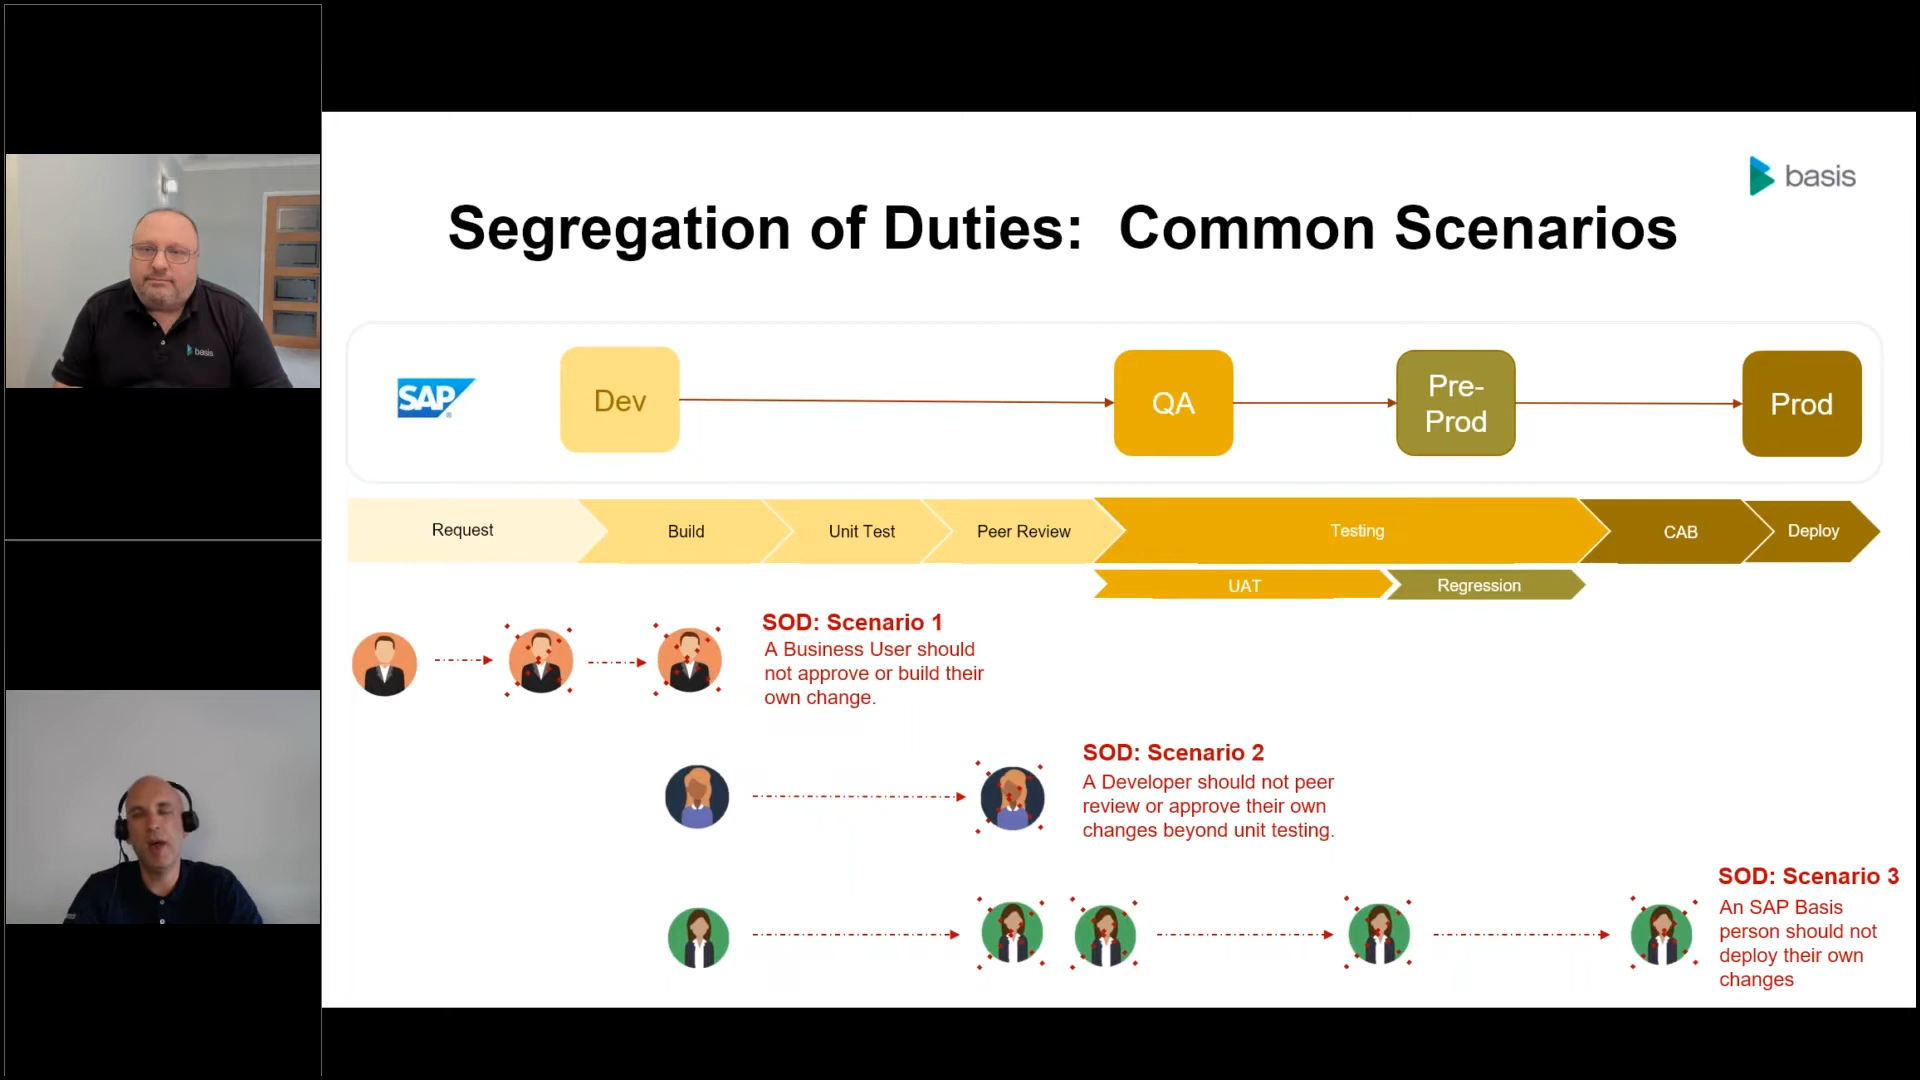 basis
basis
Segregation of Duties: Common Scenarios
SAP
®
Dev
QA
Pre-
Prod
Prod
Request
Build
Unit Test
Peer Review
Testing
CAB
Deploy
UAT
Regression
SOD: Scenario 1
A Business User should
not approve or build their
own change.
SOD: Scenario 2
A Developer should not peer
review or approve their own
changes beyond unit testing.
SOD: Scenario 3
An SAP Basis
person should not
deploy their own
changes